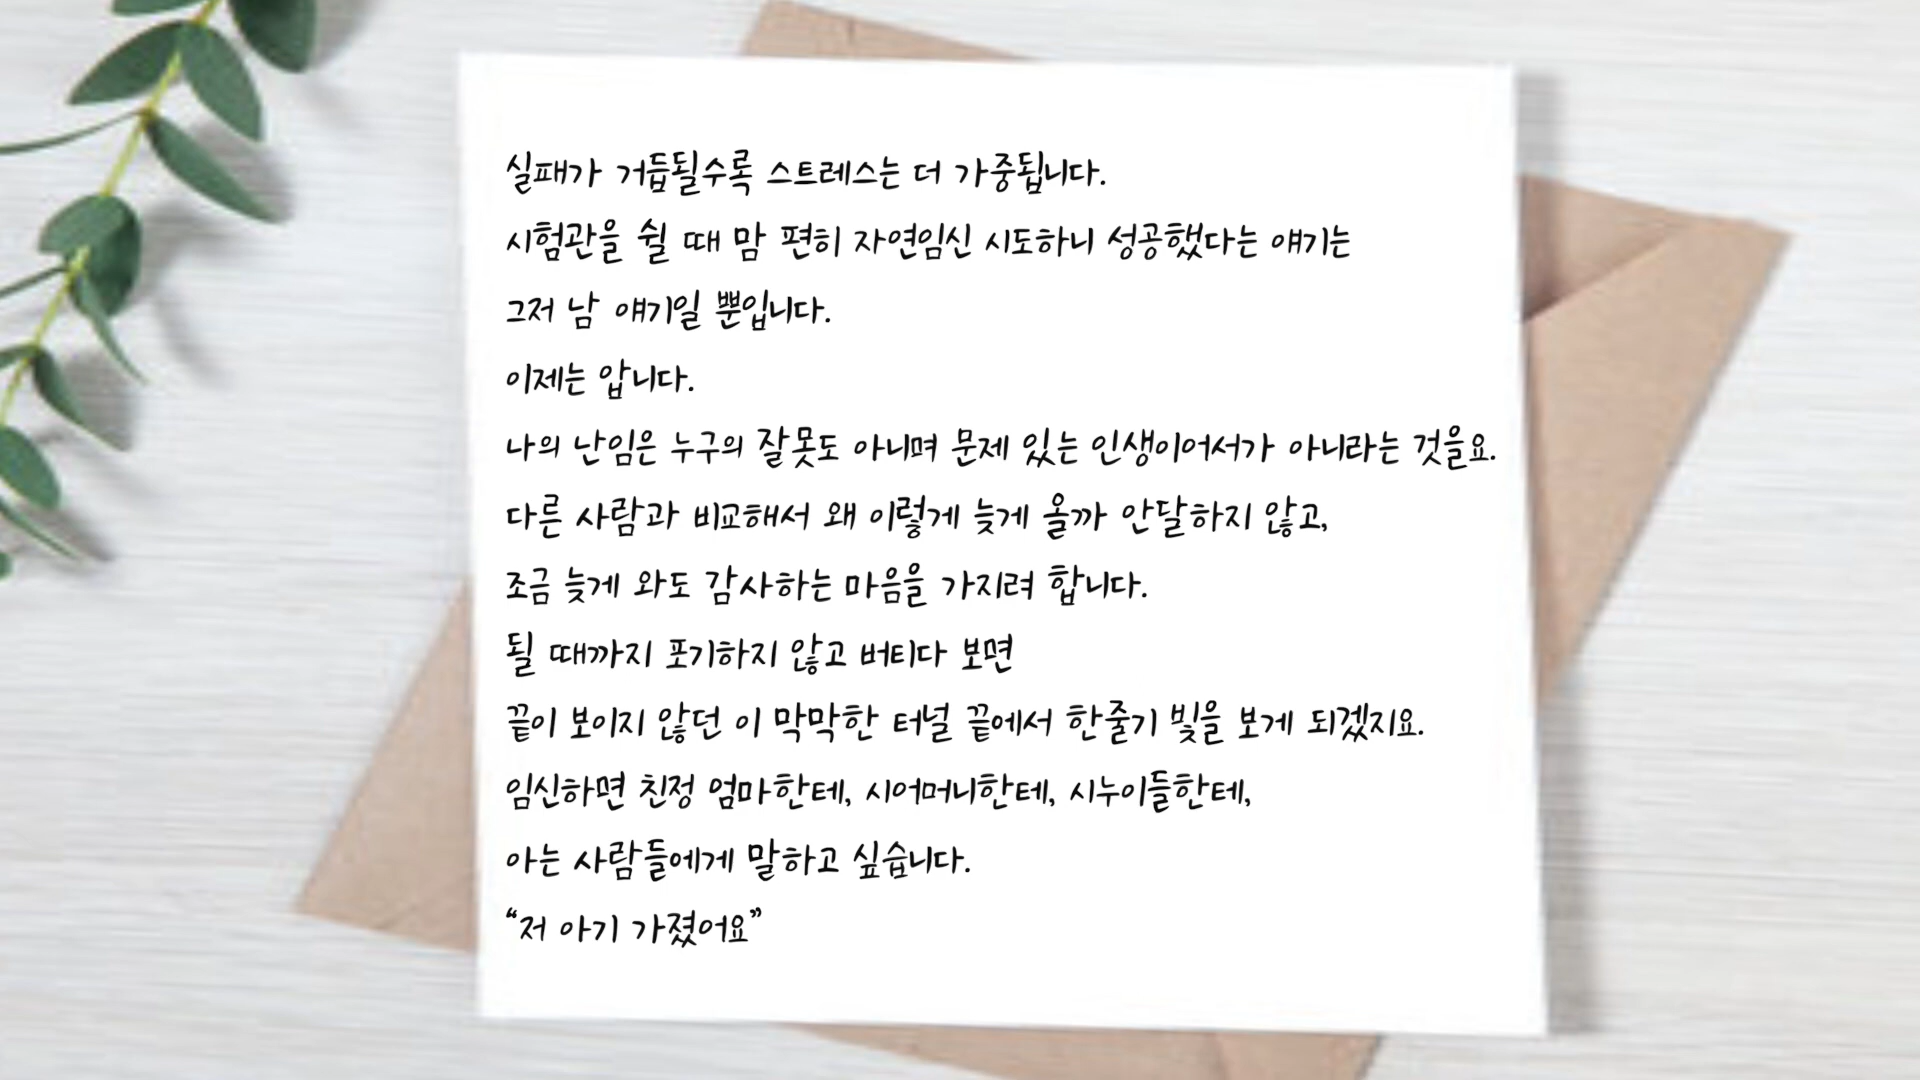 실패가 거듭될수록 스트레스는 더 가중됩니다.
시험관을 쉴 때 맘 편히 자연임신 시도하니 성공했다는 얘기는
그저 남 얘기일 뿐입니다.
이제는 압니다.
나의 난임은 누구의 잘못도 아니며 문제 있는 인생이어서가 아니라는 것을요.
다른 사람과 비교해서 왜 이렇게 늦게 올까 안달하지 않고,
조금 늦게 와도 감사하는 마음을 가지려 합니다.
될 때까지 포기하지 않고 버티다 보면
끝이 보이지 않던 이 막막한 터널 끝에서 한줄기 빛을 보게 되겠지요.
임신하면 친정 엄마한테, 시어머니한테, 시누이들한테,
아는 사람들에게 말하고 싶습니다.
“저 아기 가졌어요”